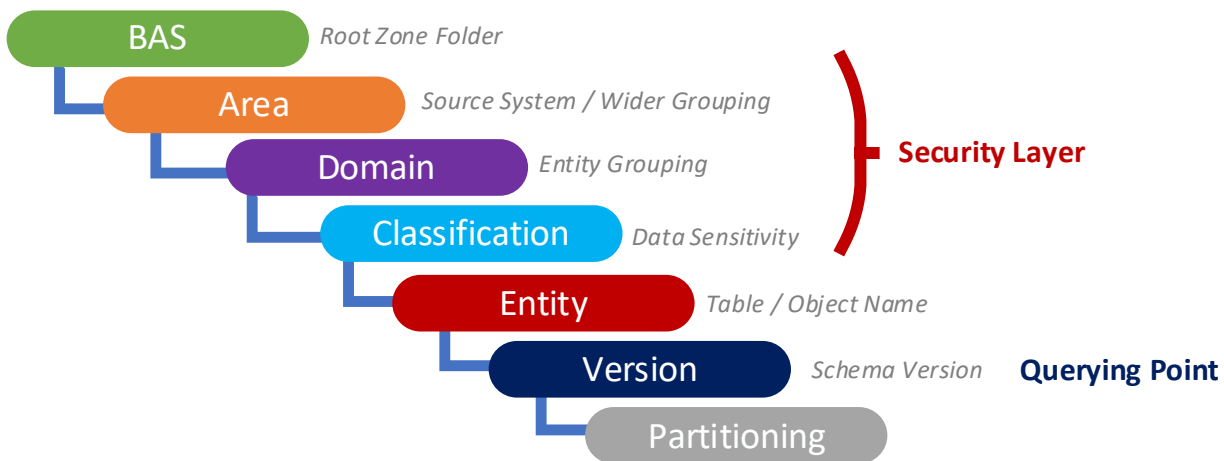 BAS Root Zone Folder
Area Source System / Wider Grouping
Security Layer
Domain Entity Grouping
Classification Data Sensitivity
Entity Table / Object Name
Version Schema Version Querying Point
Partitioning